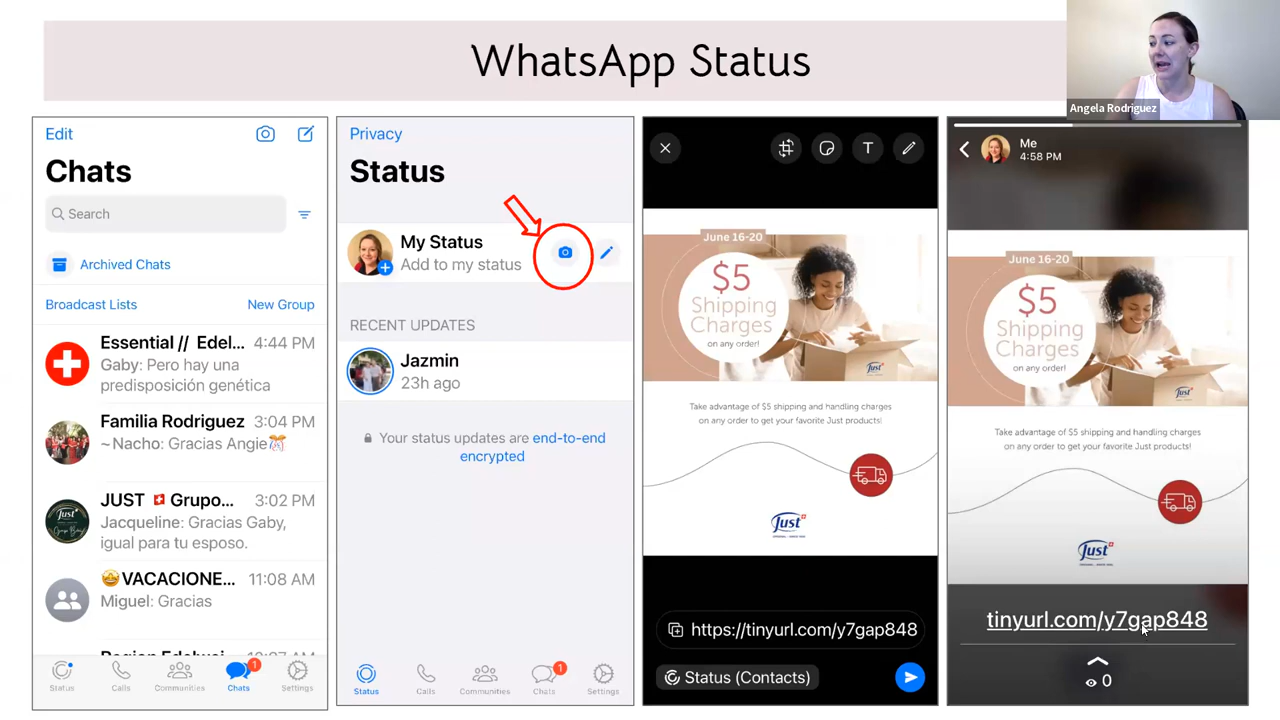 WhatsApp Status
Angela Rodriguez
Edit
Chats
Search
Archived Chats
Broadcast Lists New Group
Essential // Edel... 4:44 PM
Gaby: Pero hay una
predisposición genética
Familia Rodriguez 3:04 PM
~Nacho: Gracias Angie
JUST Grupo... 3:02 PM
Jacqueline: Gracias Gaby,
igual para tu esposo.
VACACIONE... 11:08 AM
Miguel: Gracias
Status Calls Communities Chats 1 Settings
Privacy
Status
My Status
Add to my status
RECENT UPDATES
Jazmin
23h ago
Your status updates are end-to-end
encrypted
Status Calls Communities Chats 1 Settings
T
June 16-20
$5
Shipping
Charges
on any order!
Just
Take advantage of $5 shipping and handling charges
on any order to get your favorite Just products!
Just
https://tinyurl.com/y7gap848
Status (Contacts)
Me
4:58 PM
June 16-20
$5
Shipping
Charges
on any order!
Just
Take advantage of $5 shipping and handling charges
on any order to get your favorite Just products!
Just
tinyurl.com/y7gap848
0